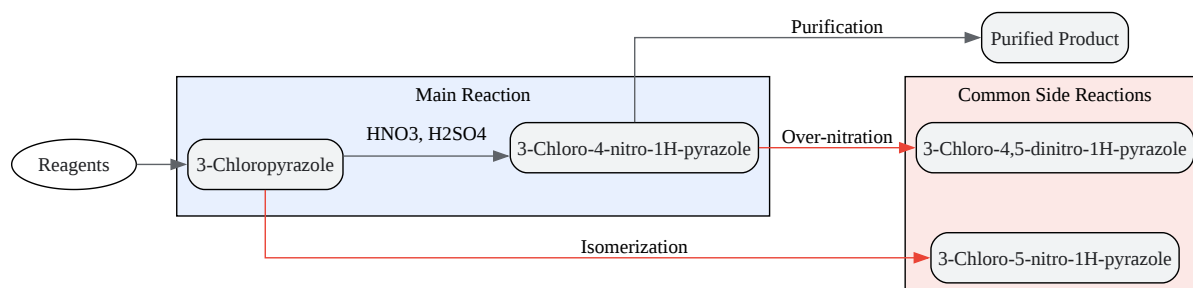 Purification
Purified Product
Main Reaction
Common Side Reactions
Reagents
3-Chloropyrazole
HNO3, H2SO4
3-Chloro-4-nitro-1H-pyrazole
Over-nitration
3-Chloro-4,5-dinitro-1H-pyrazole
Isomerization
3-Chloro-5-nitro-1H-pyrazole